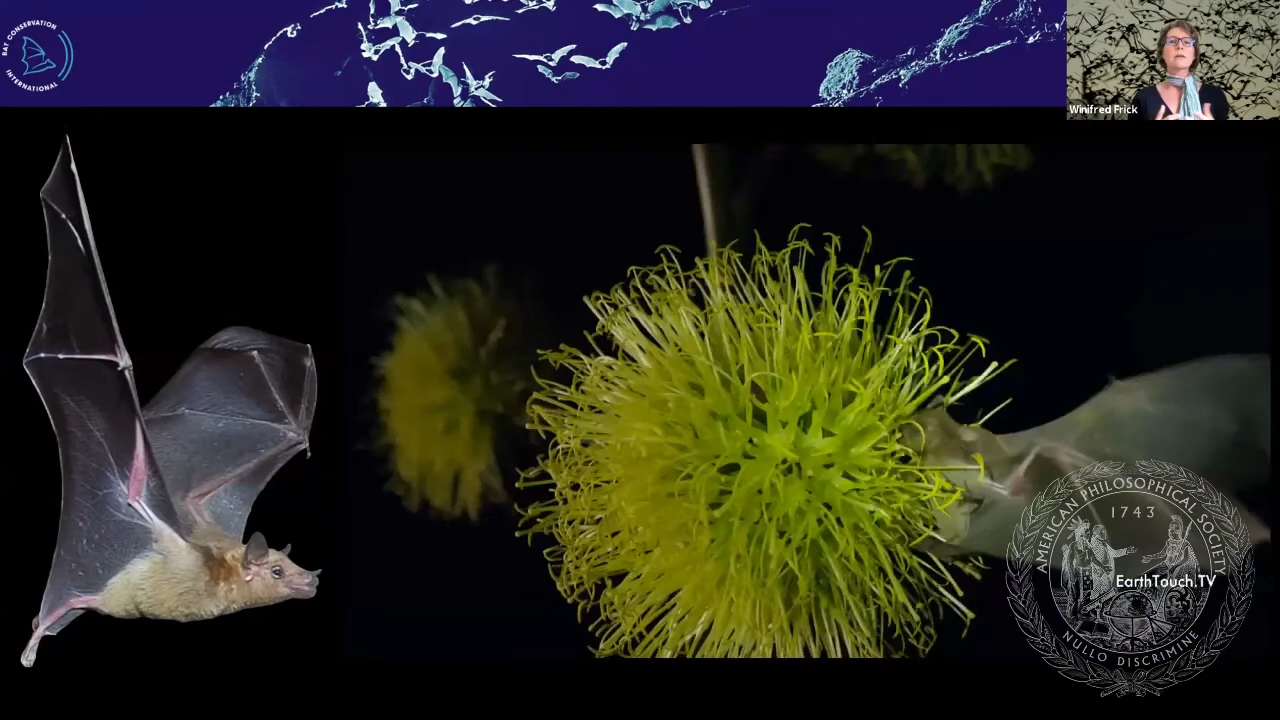 BAT CONSERVATION
INTERNATIONAL
Winifred Frick
AMERICAN PHILOSOPHICAL SOCIETY
1743
EarthTouch.TV
NULLO DISCRIMINE